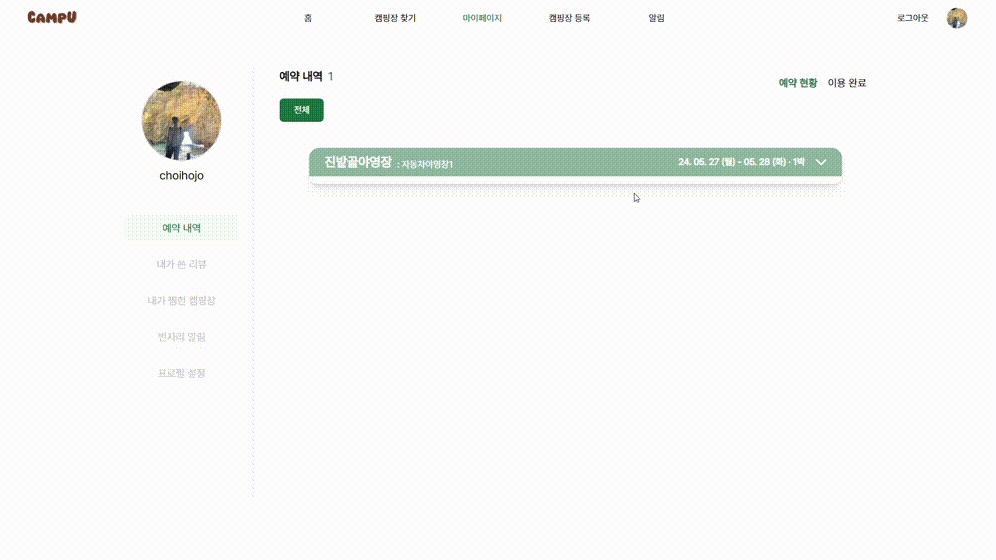 CAMPU
홈 캠핑장 찾기 마이페이지 캠핑장 등록 알림 로그아웃
choihojo
예약 내역
내가 쓴 리뷰
내가 찜한 캠핑장
빈자리 알림
프로필 설정
예약 내역 1
예약 현황 이용 완료
전체
진밭골야영장 : 자동차야영장1 24. 05. 27 (월) - 05. 28 (화) · 1박